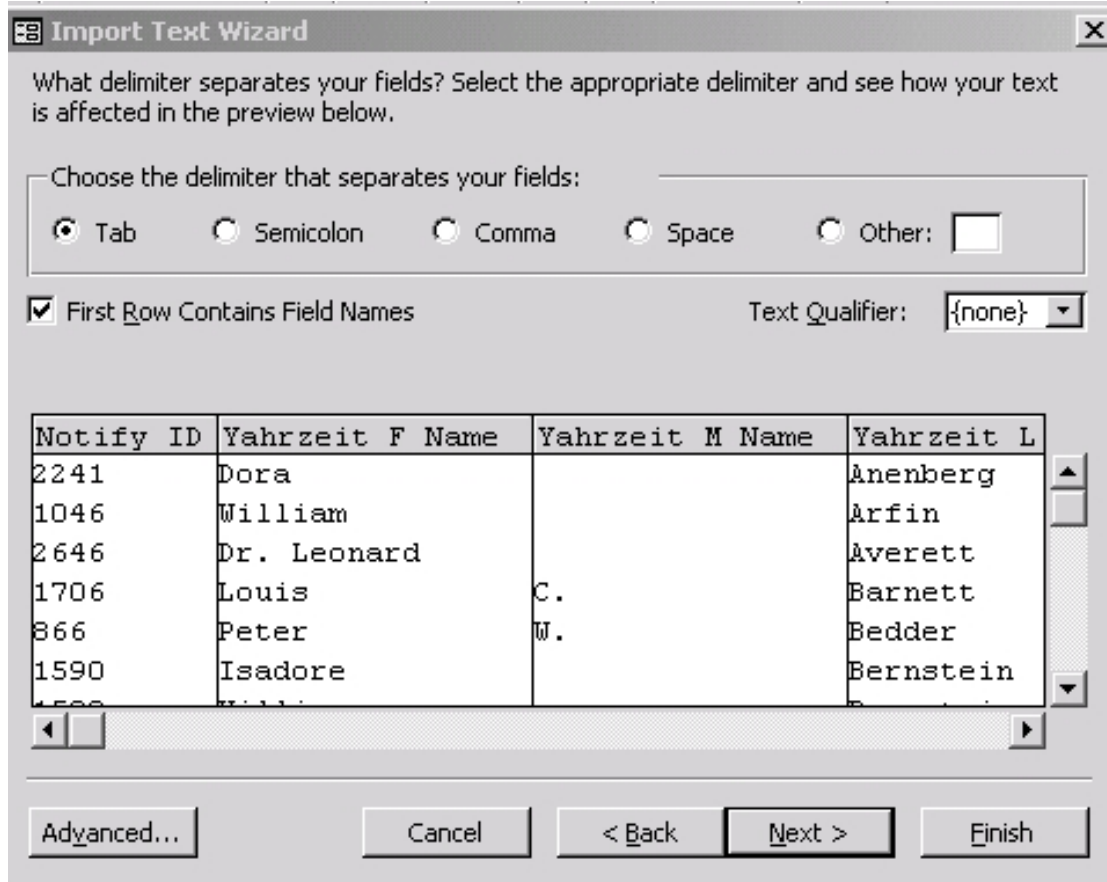 Import Text Wizard
What delimiter separates your fields? Select the appropriate delimiter and see how your text
is affected in the preview below.
Choose the delimiter that separates your fields:
Tab Semicolon Comma Space Other:
First Row Contains Field Names Text Qualifier: {none}
Notify ID Yahrzeit F Name Yahrzeit M Name Yahrzeit L
2241 Dora Anenberg
1046 William Arfin
2646 Dr. Leonard Averett
1706 Louis C. Barnett
866 Peter W. Bedder
1590 Isadore Bernstein
Advanced... Cancel < Back Next > Finish